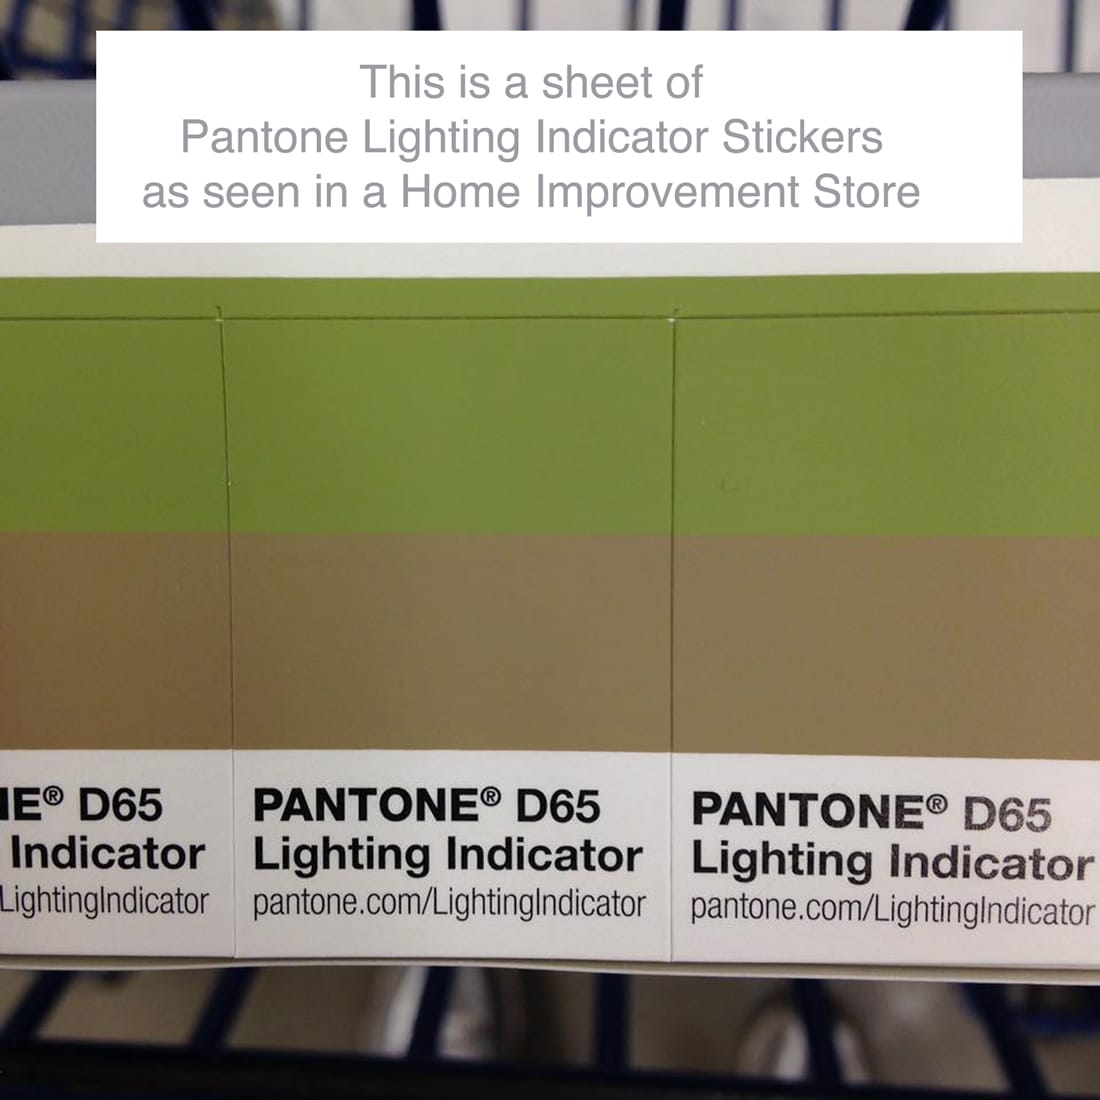 This is a sheet of
Pantone Lighting Indicator Stickers
as seen in a Home Improvement Store
IE® D65
Indicator
LightingIndicator
PANTONE® D65
Lighting Indicator
pantone.com/LightingIndicator
PANTONE® D65
Lighting Indicator
pantone.com/LightingIndicator